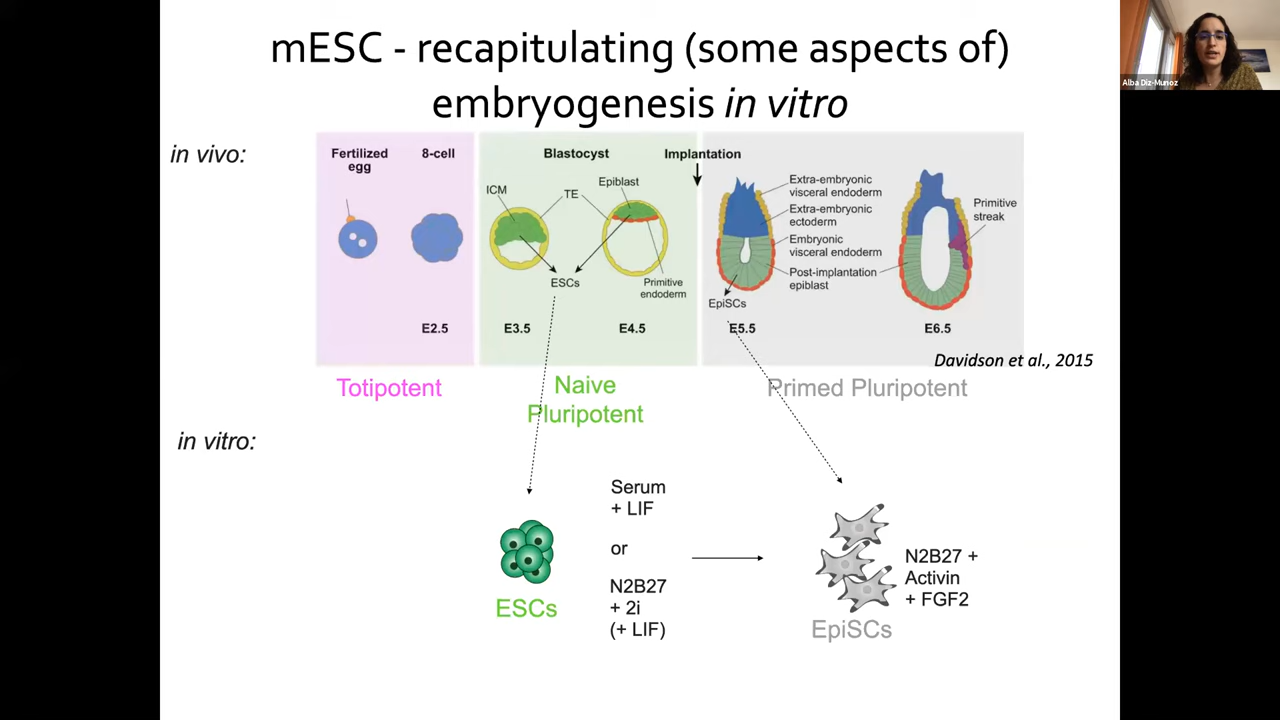 mESC - recapitulating (some aspects of)
embryogenesis in vitro
Alba Diz-Munoz
in vivo:
Fertilized
egg
8-cell
Blastocyst
Implantation
ICM
TE
Epiblast
ESCs
Primitive
endoderm
Extra-embryonic
visceral endoderm
Extra-embryonic
ectoderm
Embryonic
visceral endoderm
Post-implantation
epiblast
Primitive
streak
EpiSCs
E2.5
E3.5
E4.5
E5.5
E6.5
Davidson et al., 2015
Totipotent
Naive
Pluripotent
Primed Pluripotent
in vitro:
Serum
+ LIF
or
N2B27
+ 2i
(+ LIF)
ESCs
N2B27 +
Activin
+ FGF2
EpiSCs